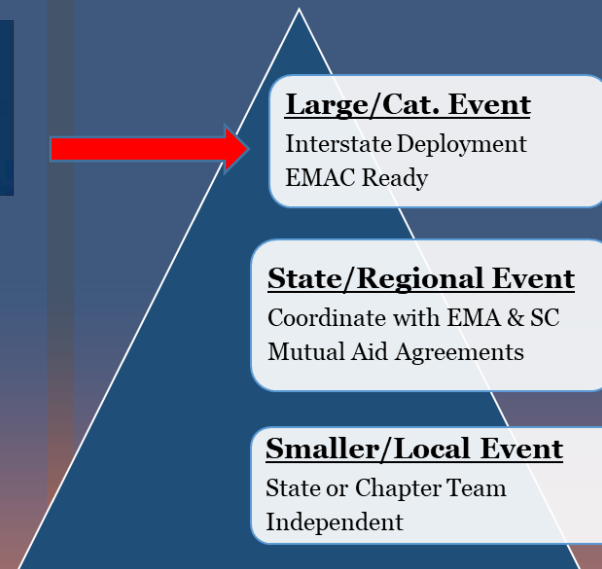 Large/Cat. Event
Interstate Deployment
EMAC Ready
State/Regional Event
Coordinate with EMA & SC
Mutual Aid Agreements
Smaller/Local Event
State or Chapter Team
Independent